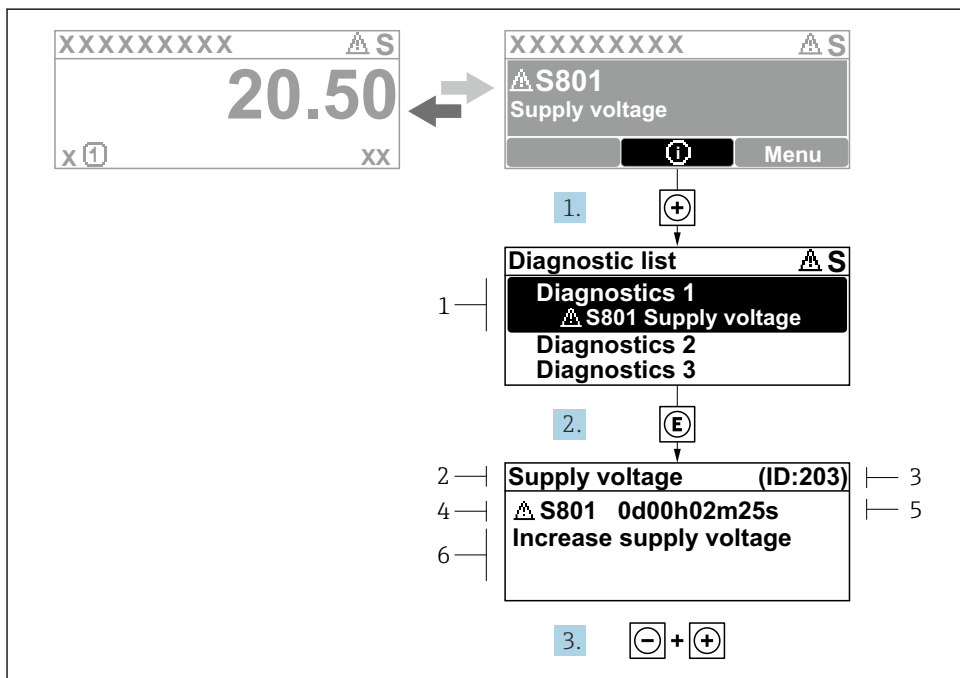 XXXXXXXXX ⚠ S
20.50
x ① xx
XXXXXXXXX ⚠ S
⚠S801
Supply voltage
ⓘ Menu
1. +
Diagnostic list ⚠ S
1
Diagnostics 1
⚠ S801 Supply voltage
Diagnostics 2
Diagnostics 3
2. E
2 Supply voltage (ID:203) 3
4 ⚠ S801 0d00h02m25s 5
6 Increase supply voltage
3. − + +